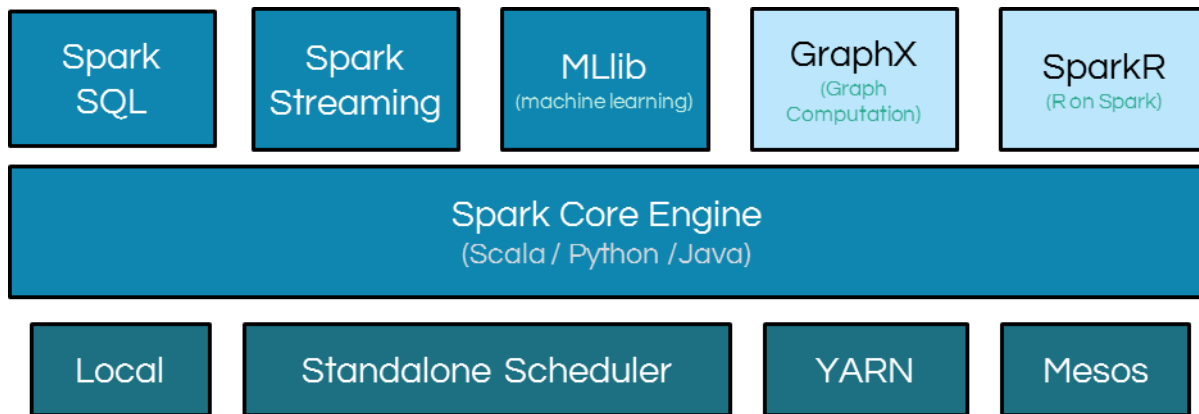 Spark
SQL
Spark
Streaming
MLlib
(machine learning)
GraphX
(Graph
Computation)
SparkR
(R on Spark)
Spark Core Engine
(Scala / Python /Java)
Local
Standalone Scheduler
YARN
Mesos